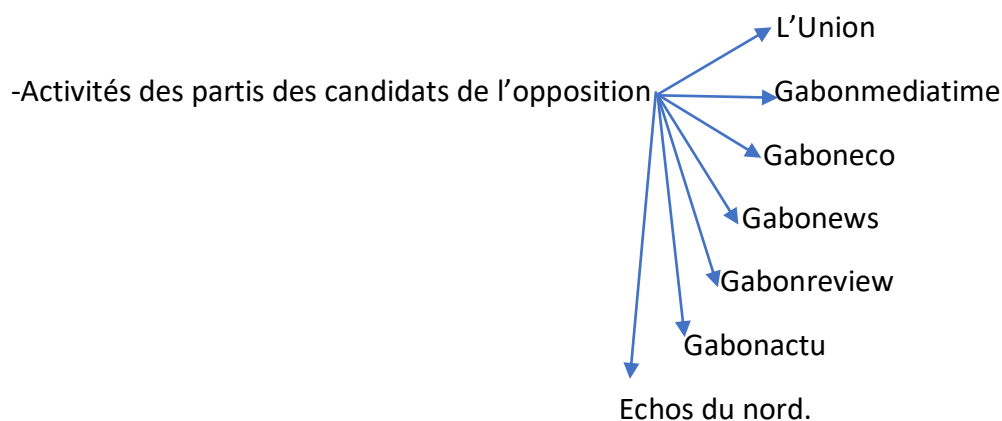 L’Union
-Activités des partis des candidats de l’opposition
Gabonmediatime
Gaboneco
Gabonews
Gabonreview
Gabonactu
Echos du nord.